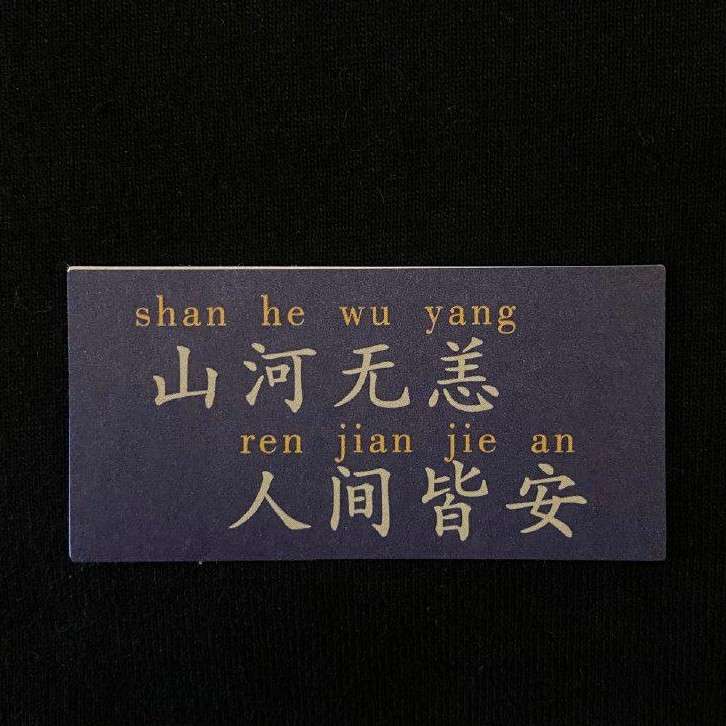 shan he wu yang
山河无恙
ren jian jie an
人间皆安